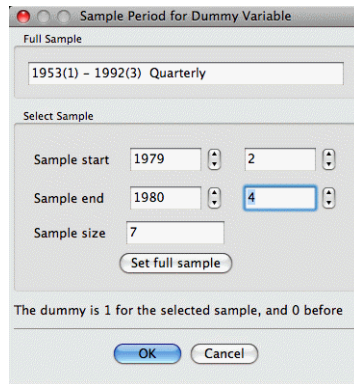 Sample Period for Dummy Variable
Full Sample
1953(1) – 1992(3) Quarterly
Select Sample
Sample start 1979 2
Sample end 1980 4
Sample size 7
Set full sample
The dummy is 1 for the selected sample, and 0 before
OK Cancel